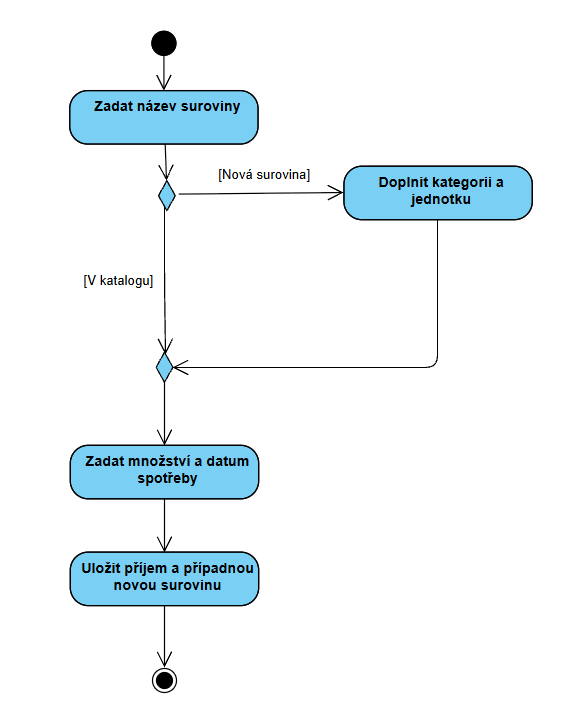 Zadat název suroviny
[Nová surovina]
Doplnit kategorii a
jednotku
[V katalogu]
Zadat množství a datum
spotřeby
Uložit příjem a případnou
novou surovinu